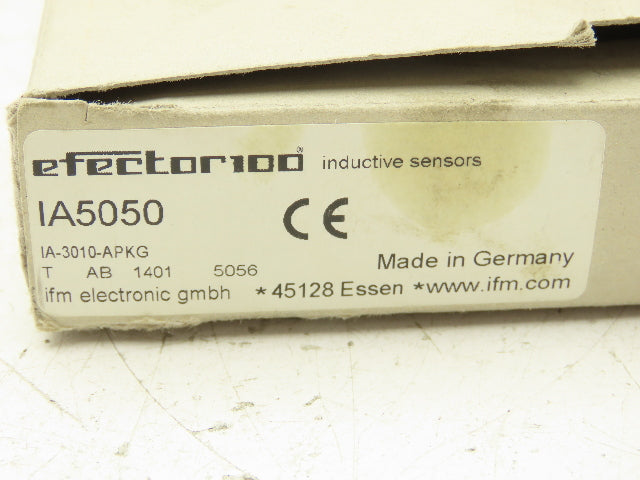 efector100® inductive sensors
IA5050
CE
IA-3010-APKG
T AB 1401 5056
Made in Germany
ifm electronic gmbh *45128 Essen *www.ifm.com